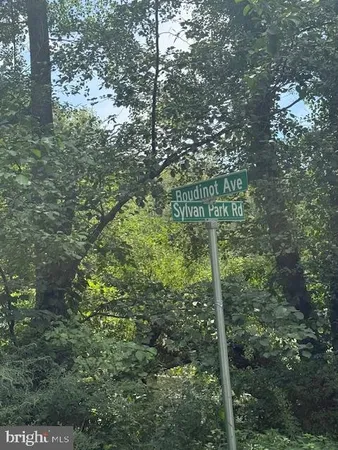 Boudinot Ave
Sylvan Park Rd
bright MLS